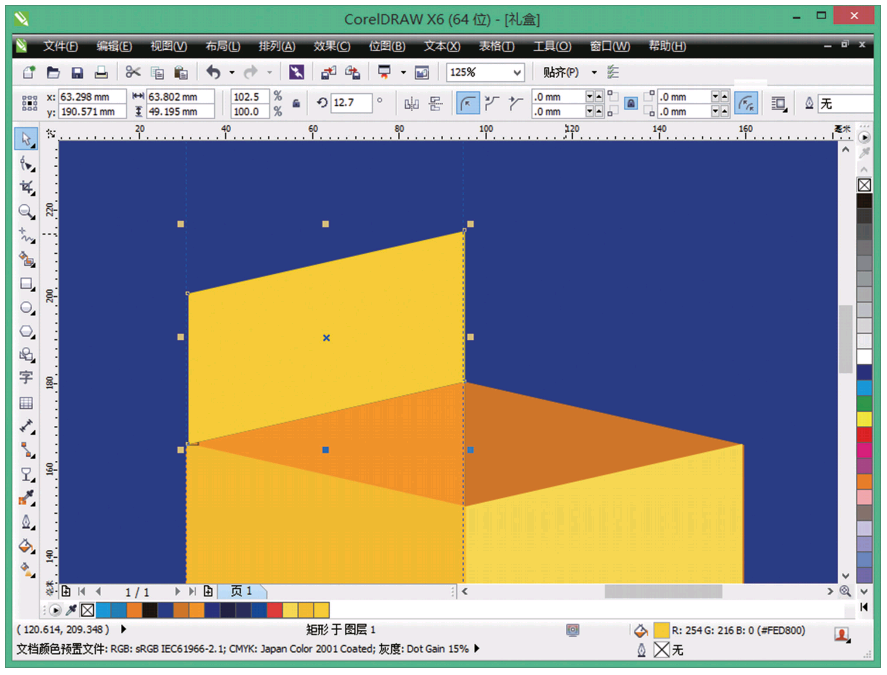 CorelDRAW X6 (64 位) - [礼盒]
文件(F) 编辑(E) 视图(V) 布局(L) 排列(A) 效果(C) 位图(B) 文本(X) 表格(T) 工具(O) 窗口(W) 帮助(H)
125% 贴齐(P)
x: 63.298 mm 63.802 mm 102.5 % 12.7 ° .0 mm .0 mm 无
y: 190.571 mm 49.195 mm 100.0 % .0 mm .0 mm
20 40 60 80 100 120 140 160 毫米
220
200
180
160
140
毫米
字
1 / 1 页 1
( 120.614, 209.348 ) 矩形 于 图层 1 R: 254 G: 216 B: 0 (#FED800)
文档颜色预置文件: RGB: sRGB IEC61966-2.1; CMYK: Japan Color 2001 Coated; 灰度: Dot Gain 15% 无